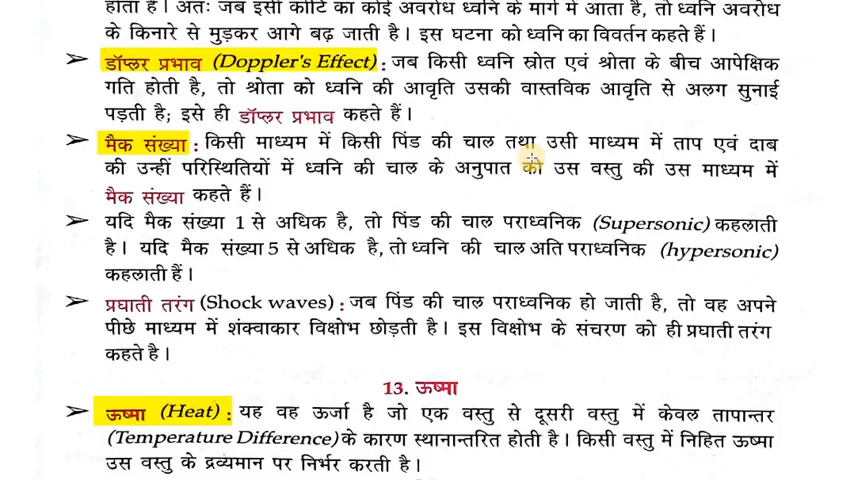 होता है। अतः जब इसी कोटि का कोई अवरोध ध्वनि के मार्ग में आता है, तो ध्वनि अवरोध
के किनारे से मुड़कर आगे बढ़ जाती है। इस घटना को ध्वनि का विवर्तन कहते हैं।
➢ डॉप्लर प्रभाव (Doppler's Effect) : जब किसी ध्वनि स्रोत एवं श्रोता के बीच आपेक्षिक
गति होती है, तो श्रोता को ध्वनि की आवृति उसकी वास्तविक आवृति से अलग सुनाई
पड़ती है; इसे ही डॉप्लर प्रभाव कहते हैं।
➢ मैक संख्या : किसी माध्यम में किसी पिंड की चाल तथा उसी माध्यम में ताप एवं दाब
की उन्हीं परिस्थितियों में ध्वनि की चाल के अनुपात को उस वस्तु की उस माध्यम में
मैक संख्या कहते हैं।
➢ यदि मैक संख्या 1 से अधिक है, तो पिंड की चाल पराध्वनिक (Supersonic) कहलाती
है। यदि मैक संख्या 5 से अधिक है, तो ध्वनि की चाल अति पराध्वनिक (hypersonic)
कहलाती हैं।
➢ प्रघाती तरंग (Shock waves) : जब पिंड की चाल पराध्वनिक हो जाती है, तो वह अपने
पीछे माध्यम में शंक्वाकार विक्षोभ छोड़ती है। इस विक्षोभ के संचरण को ही प्रघाती तरंग
कहते है।
13. ऊष्मा
➢ ऊष्मा (Heat) : यह वह ऊर्जा है जो एक वस्तु से दूसरी वस्तु में केवल तापान्तर
(Temperature Difference) के कारण स्थानान्तरित होती है। किसी वस्तु में निहित ऊष्मा
उस वस्तु के द्रव्यमान पर निर्भर करती है।